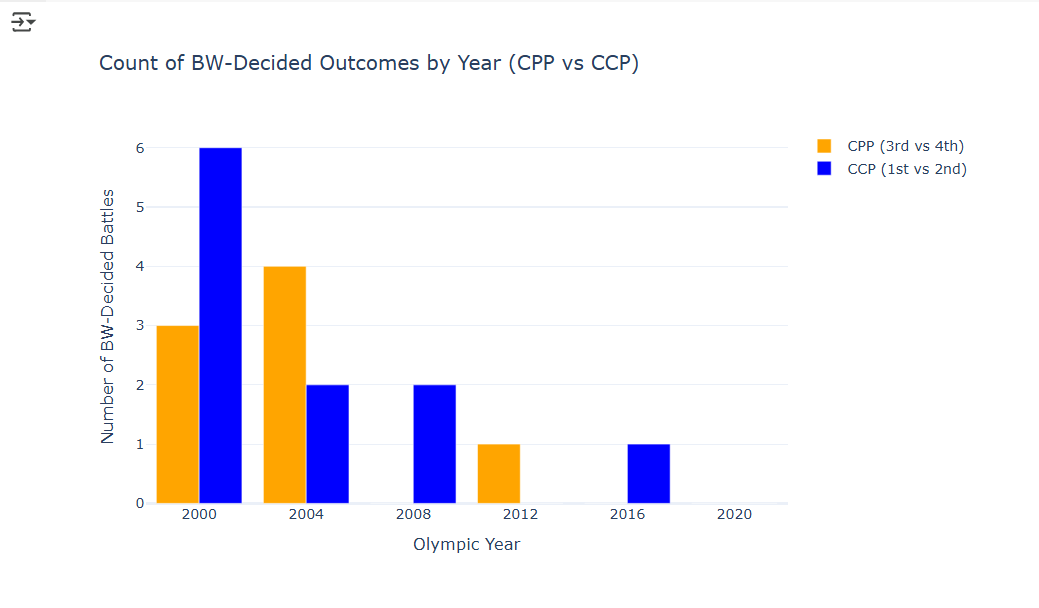 Count of BW-Decided Outcomes by Year (CPP vs CCP)
CPP (3rd vs 4th)
CCP (1st vs 2nd)
Number of BW-Decided Battles
6
5
4
3
2
1
0
2000 2004 2008 2012 2016 2020
Olympic Year